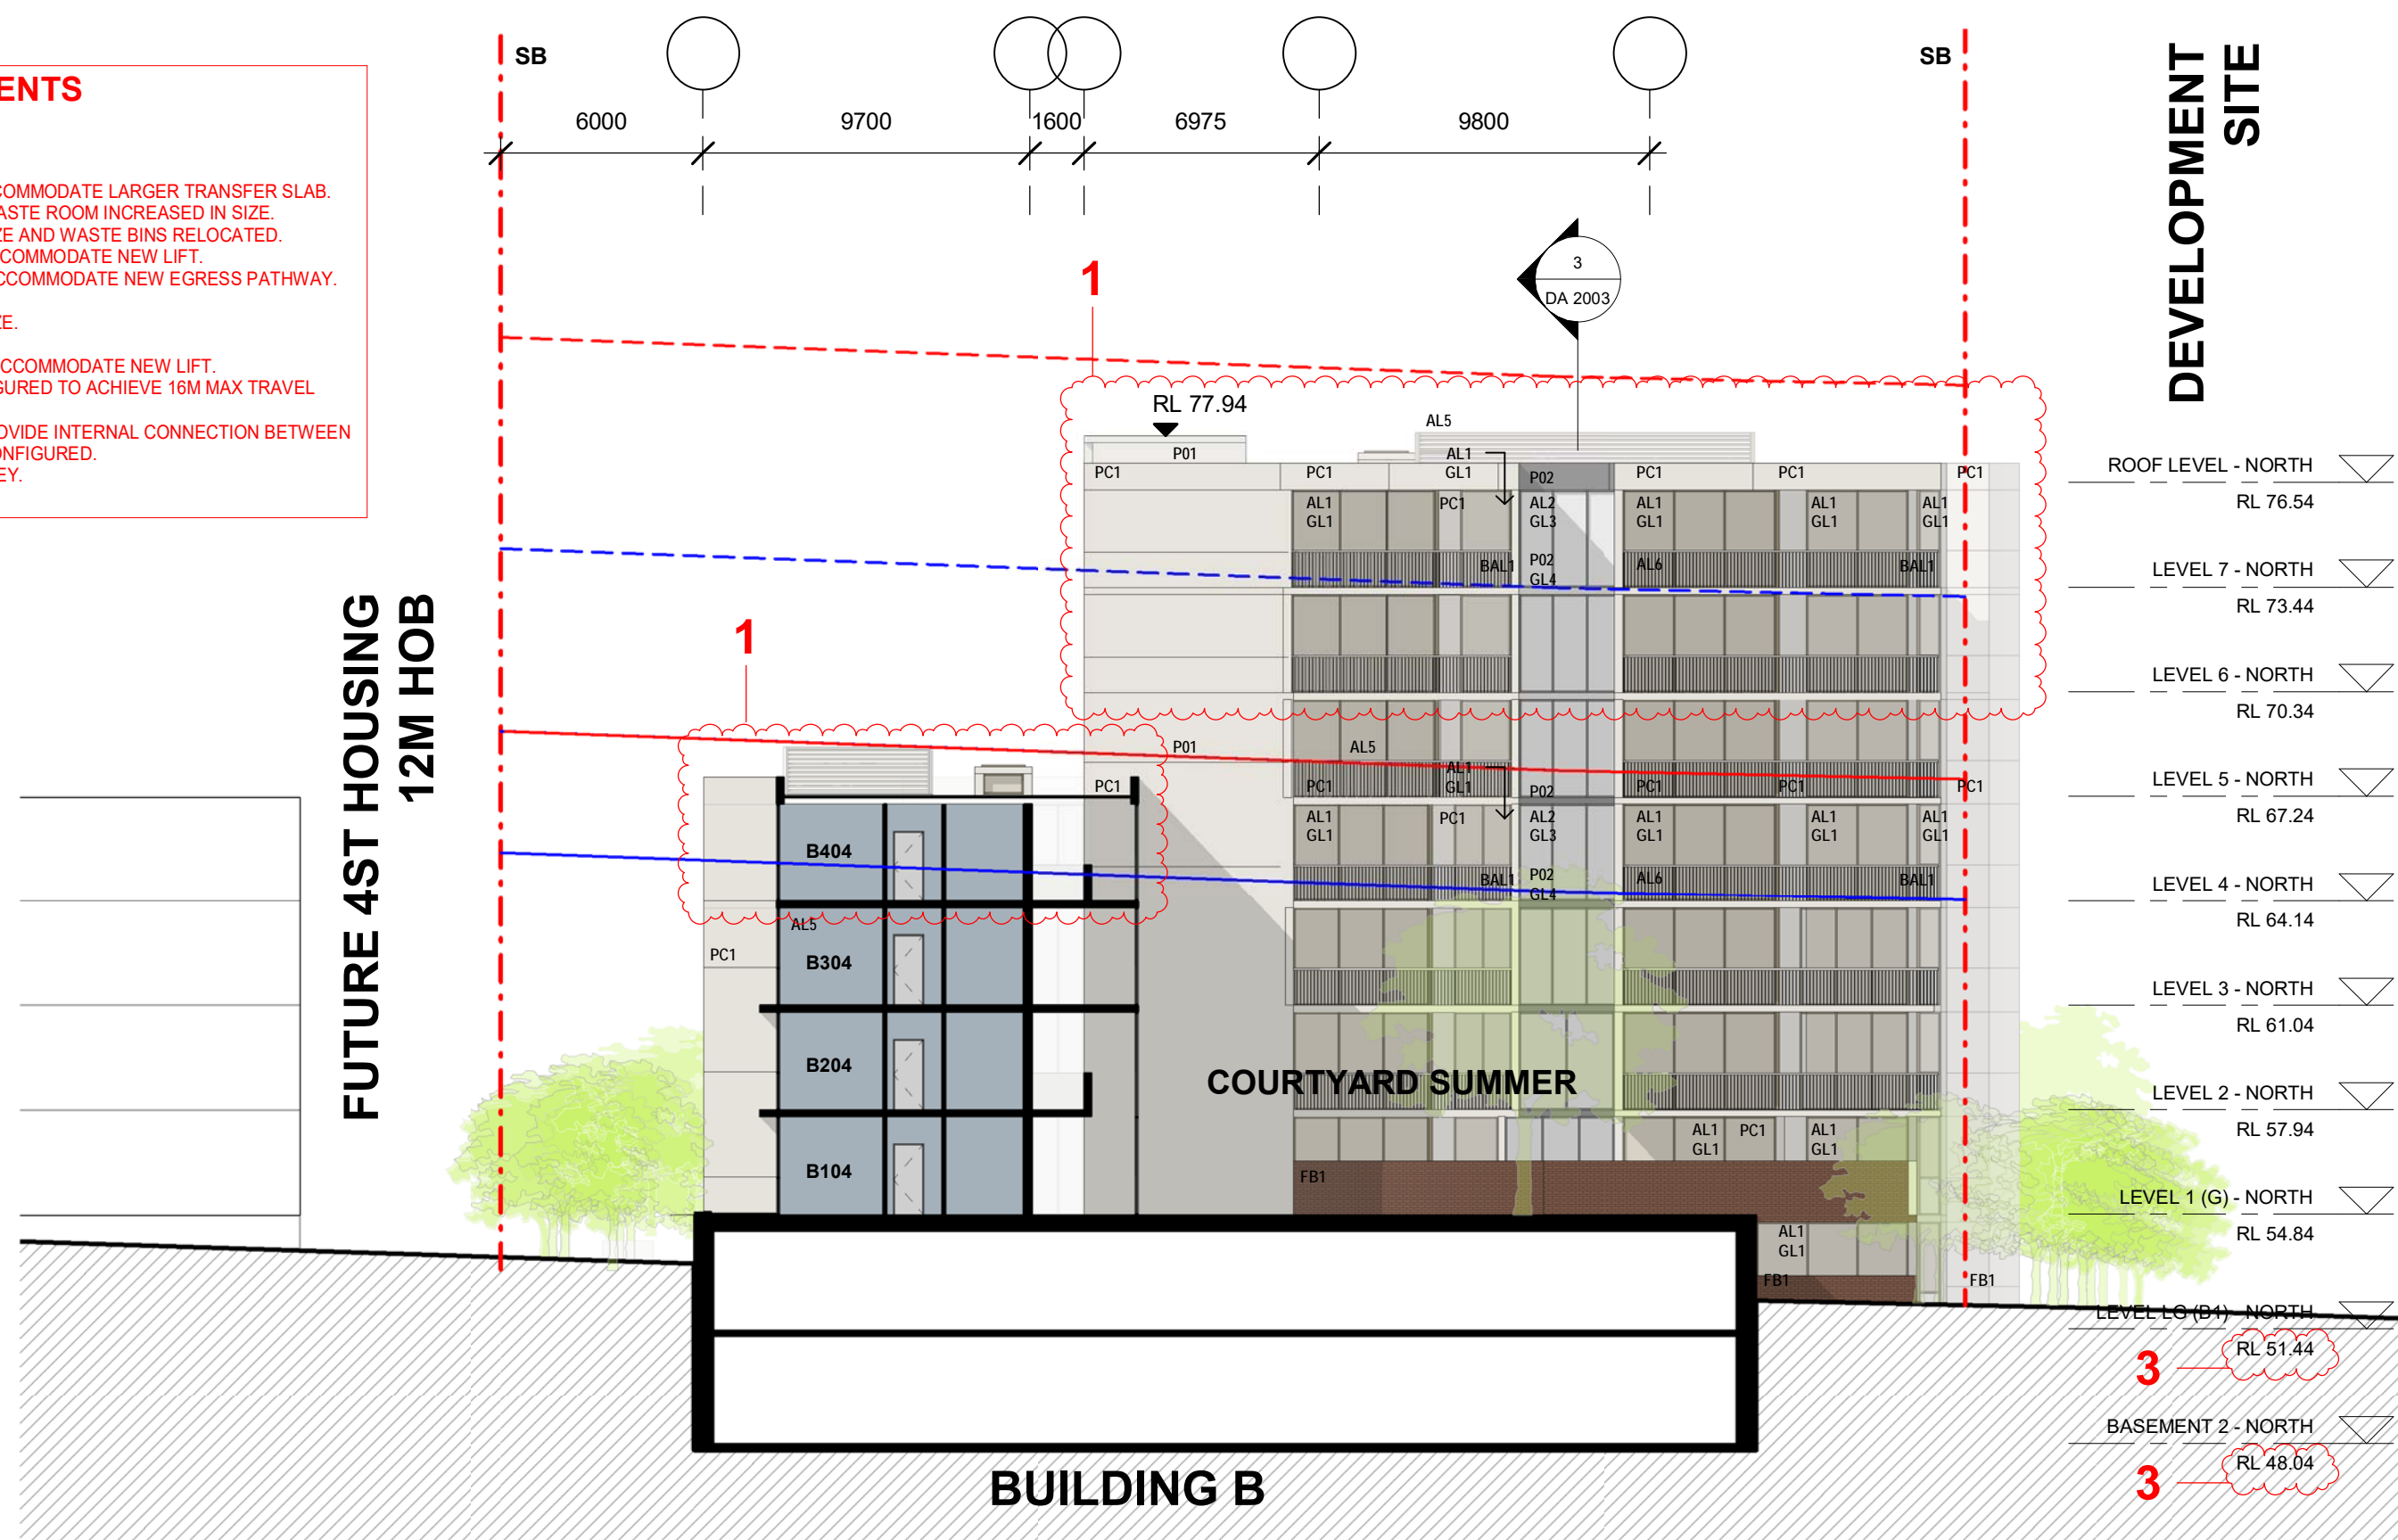 SB
SB
6000
9700
1600
6975
9800
ENTS
COMMODATE LARGER TRANSFER SLAB.
ASTE ROOM INCREASED IN SIZE.
ZE AND WASTE BINS RELOCATED.
COMMODATE NEW LIFT.
ACCOMMODATE NEW EGRESS PATHWAY.
ZE.
ACCOMMODATE NEW LIFT.
GURED TO ACHIEVE 16M MAX TRAVEL
OVIDE INTERNAL CONNECTION BETWEEN
ONFIGURED.
EY.
DEVELOPMENT
SITE
3
DA 2003
1
RL 77.94
AL5
P01
AL1
GL1
PC1
PC1
P02
PC1
PC1
PC1
AL1
GL1
PC1
AL2
GL3
AL1
GL1
AL1
GL1
AL1
GL1
BAL1
P02
GL4
AL6
BAL1
1
P01
AL5
AL1
GL1
PC1
PC1
P02
PC1
PC1
PC1
AL1
GL1
PC1
AL2
GL3
AL1
GL1
AL1
GL1
AL1
GL1
BAL1
P02
GL4
AL6
BAL1
FUTURE 4ST HOUSING
12M HOB
B404
AL5
PC1
B304
B204
B104
COURTYARD SUMMER
AL1
GL1
PC1
AL1
GL1
FB1
AL1
GL1
FB1
FB1
ROOF LEVEL - NORTH
RL 76.54
LEVEL 7 - NORTH
RL 73.44
LEVEL 6 - NORTH
RL 70.34
LEVEL 5 - NORTH
RL 67.24
LEVEL 4 - NORTH
RL 64.14
LEVEL 3 - NORTH
RL 61.04
LEVEL 2 - NORTH
RL 57.94
LEVEL 1 (G) - NORTH
RL 54.84
LEVEL LG (B1) - NORTH
RL 51.44
3
BASEMENT 2 - NORTH
RL 48.04
3
BUILDING B